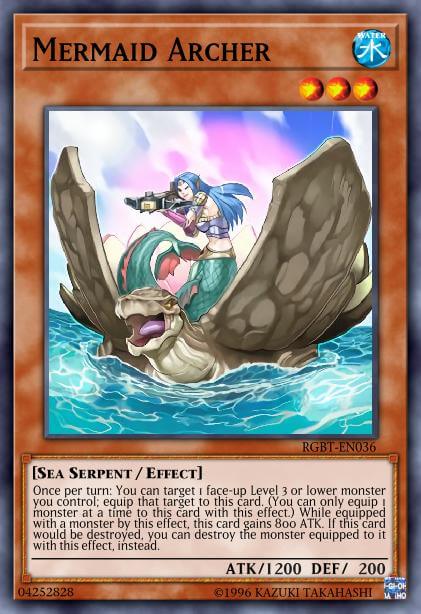 MERMAID ARCHER
WATER
水
RGBT-EN036
[SEA SERPENT / EFFECT]
Once per turn: You can target 1 face-up Level 3 or lower monster
you control; equip that target to this card. (You can only equip 1
monster at a time to this card with this effect.) While equipped
with a monster by this effect, this card gains 800 ATK. If this card
would be destroyed, you can destroy the monster equipped to it
with this effect, instead.
ATK/1200 DEF/ 200
04252828
©1996 KAZUKI TAKAHASHI